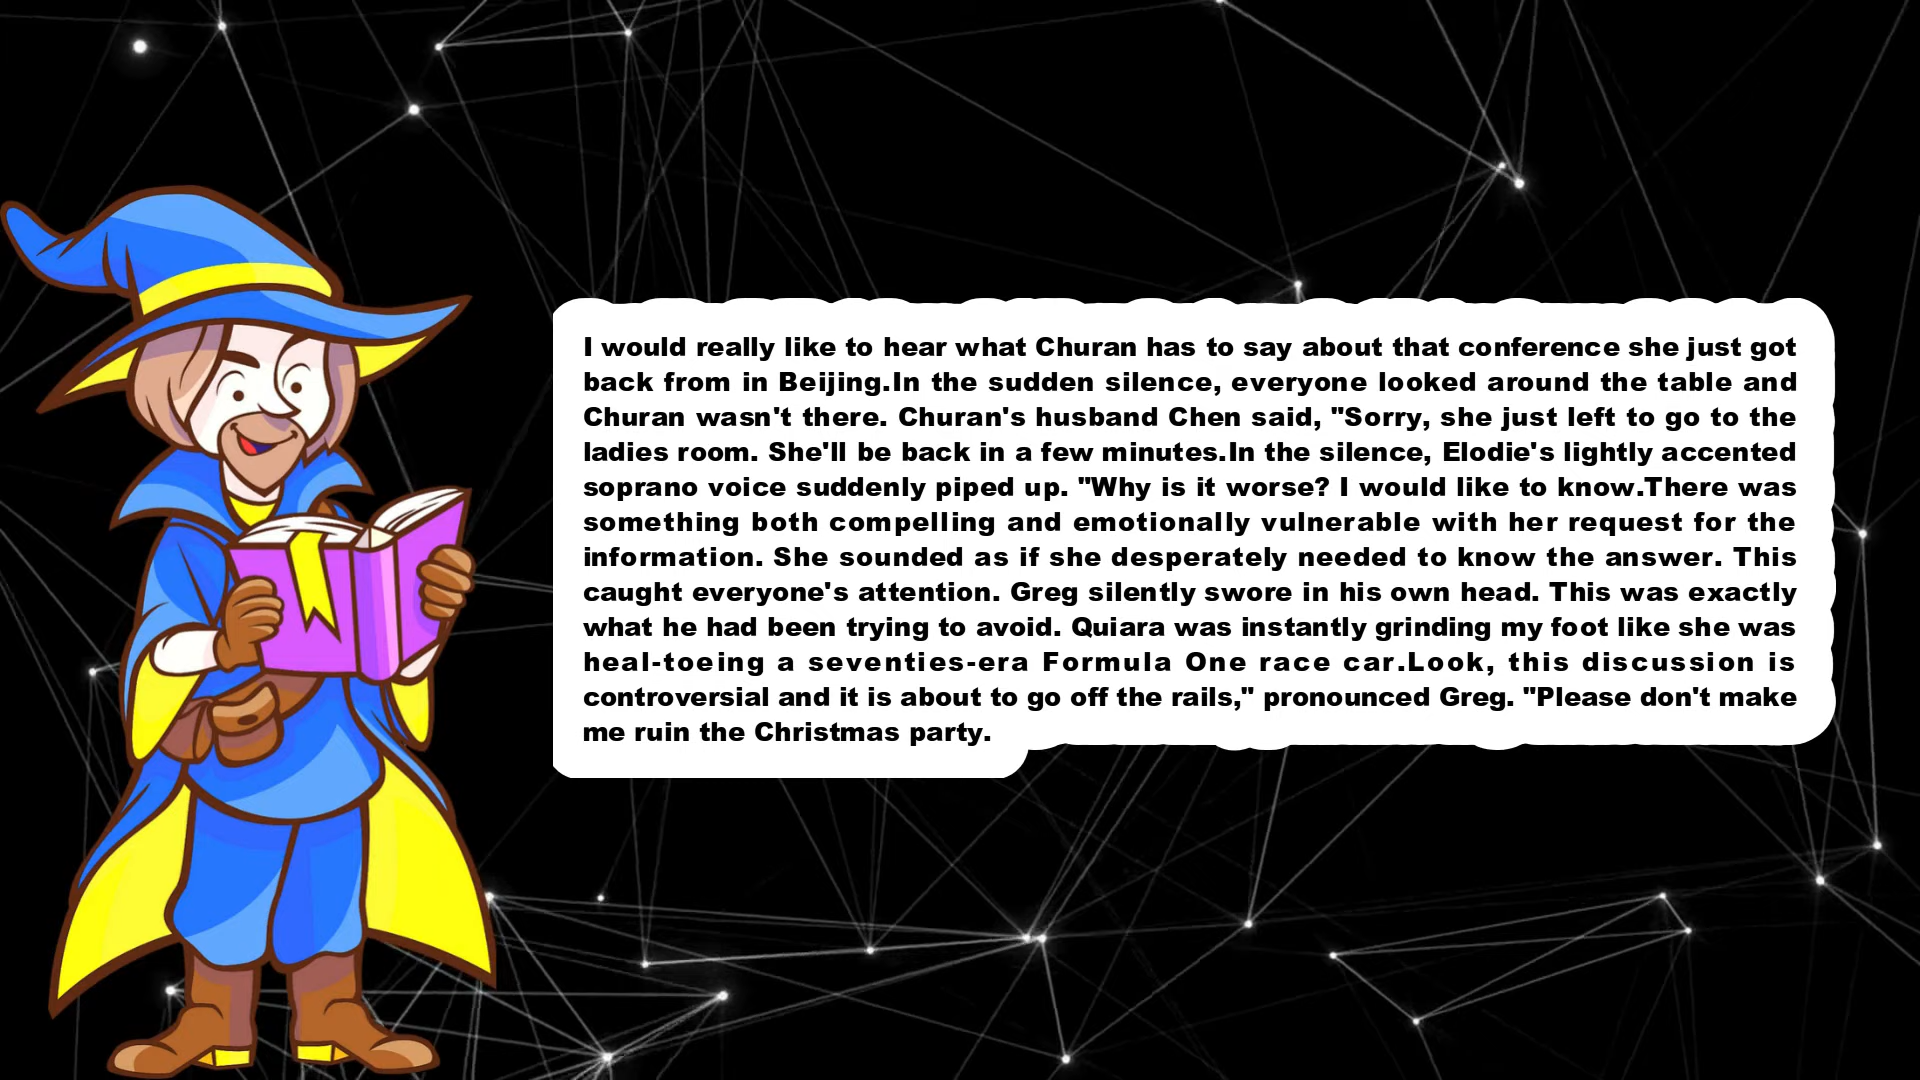 I would really like to hear what Churan has to say about that conference she just got
back from in Beijing.In the sudden silence, everyone looked around the table and
Churan wasn't there. Churan's husband Chen said, "Sorry, she just left to go to the
ladies room. She'll be back in a few minutes.In the silence, Elodie's lightly accented
soprano voice suddenly piped up. "Why is it worse? I would like to know.There was
something both compelling and emotionally vulnerable with her request for the
information. She sounded as if she desperately needed to know the answer. This
caught everyone's attention. Greg silently swore in his own head. This was exactly
what he had been trying to avoid. Quiara was instantly grinding my foot like she was
heal-toeing a seventies-era Formula One race car.Look, this discussion is
controversial and it is about to go off the rails," pronounced Greg. "Please don't make
me ruin the Christmas party.